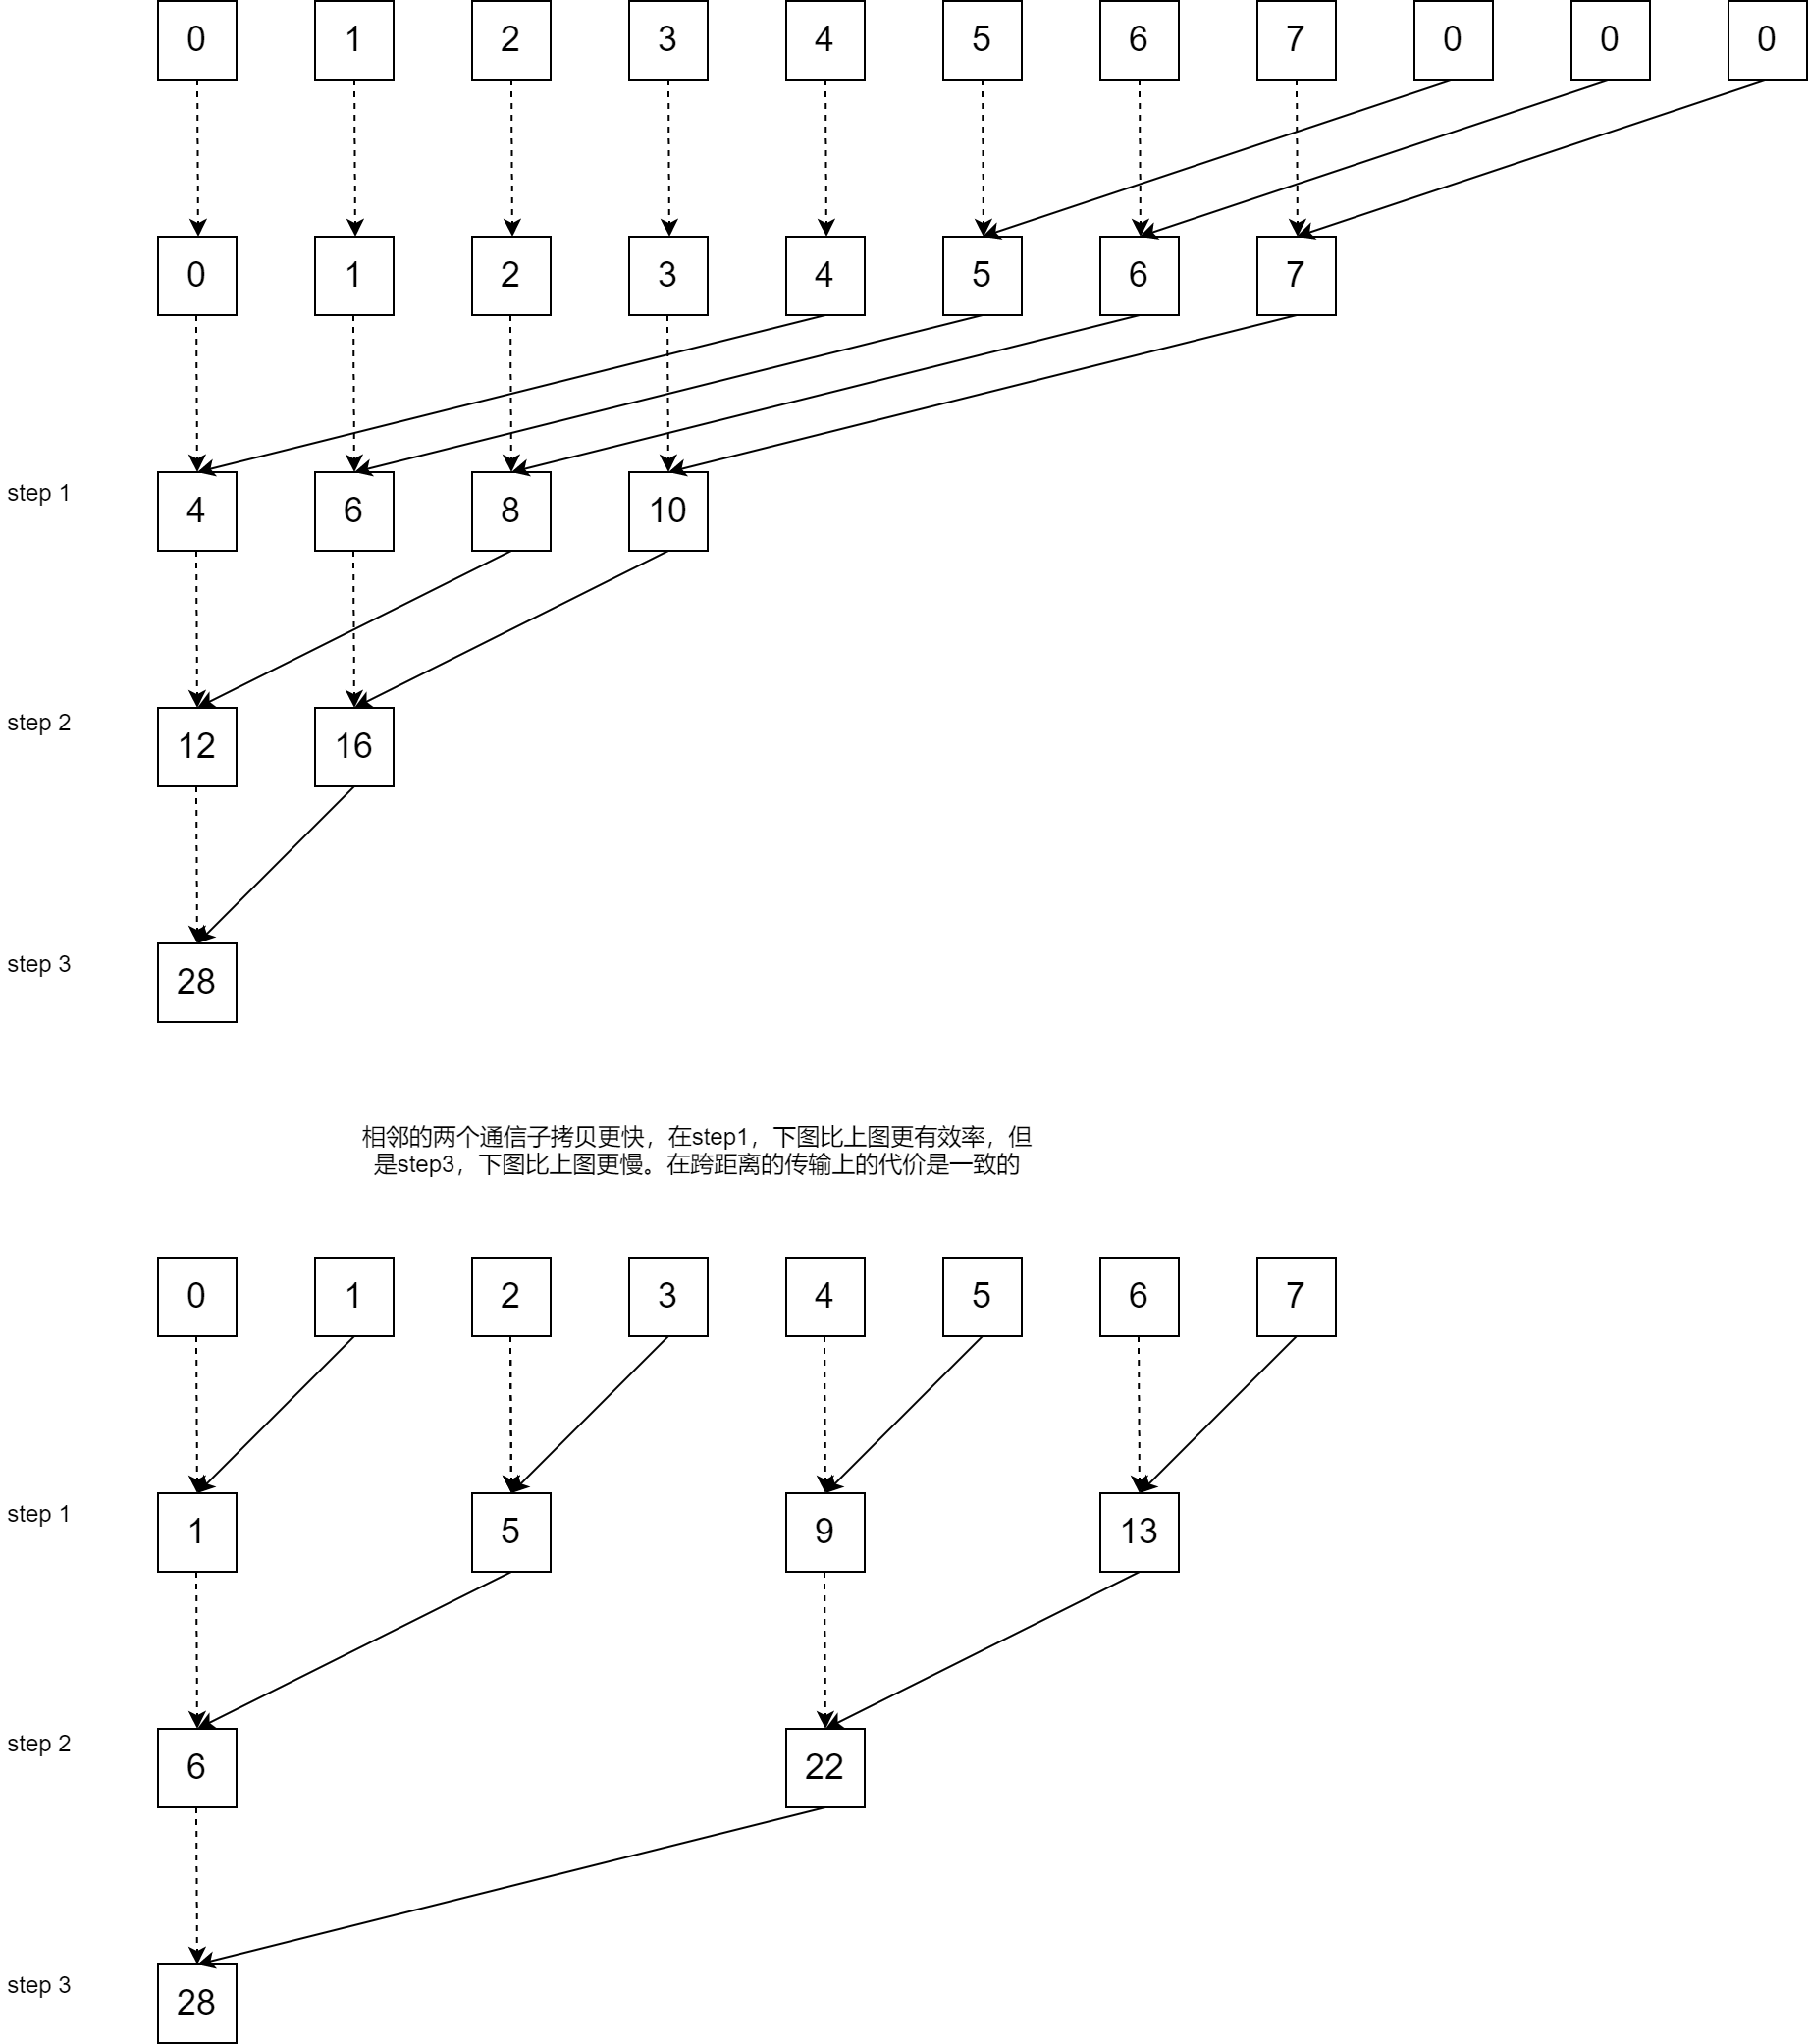 0 1 2 3 4 5 6 7 0 0 0
0 1 2 3 4 5 6 7
step 1
4 6 8 10
step 2
12 16
step 3
28
相邻的两个通信子拷贝更快，在step1，下图比上图更有效率，但
是step3，下图比上图更慢。在跨距离的传输上的代价是一致的
0 1 2 3 4 5 6 7
step 1
1 5 9 13
step 2
6 22
step 3
28